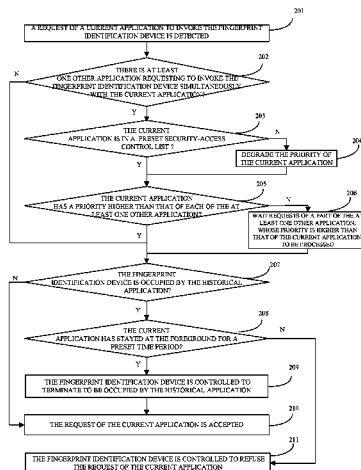 201
A REQUEST OF A CURRENT APPLICATION TO INVOKE THE FINGERPRINT
IDENTIFICATION DEVICE IS DETECTED
202
THERE IS AT LEAST
ONE OTHER APPLICATION REQUESTING TO INVOKE THE
FINGERPRINT IDENTIFICATION DEVICE SIMULTANEOUSLY
WITH THE CURRENT APPLICATION?
N
Y
203
THE CURRENT
APPLICATION IS IN A PRESET SECURITY-ACCESS
CONTROL LIST ?
N
204
DEGRADE THE PRIORITY OF
THE CURRENT APPLICATION
Y
205
THE CURRENT APPLICATION
HAS A PRIORITY HIGHER THAN THAT OF EACH OF THE AT
LEAST ONE OTHER APPLICATION?
N
206
WAIT REQUESTS OF A PART OF THE AT
LEAST ONE OTHER APPLICATION,
WHOSE PRIORITY IS HIGHER THAN
THAT OF THE CURRENT APPLICATION
TO BE PROCESSED
Y
207
THE FINGERPRINT
IDENTIFICATION DEVICE IS OCCUPIED BY THE HISTORICAL
APPLICATION?
N
Y
208
THE CURRENT
APPLICATION HAS STAYED AT THE FOREGROUND FOR A
PRESET TIME PERIOD?
N
Y
209
THE FINGERPRINT IDENTIFICATION DEVICE IS CONTROLLED TO
TERMINATE TO BE OCCUPIED BY THE HISTORICAL APPLICATION
210
THE REQUEST OF THE CURRENT APPLICATION IS ACCEPTED
211
THE FINGERPRINT IDENTIFICATION DEVICE IS CONTROLLED TO REFUSE
THE REQUEST OF THE CURRENT APPLICATION